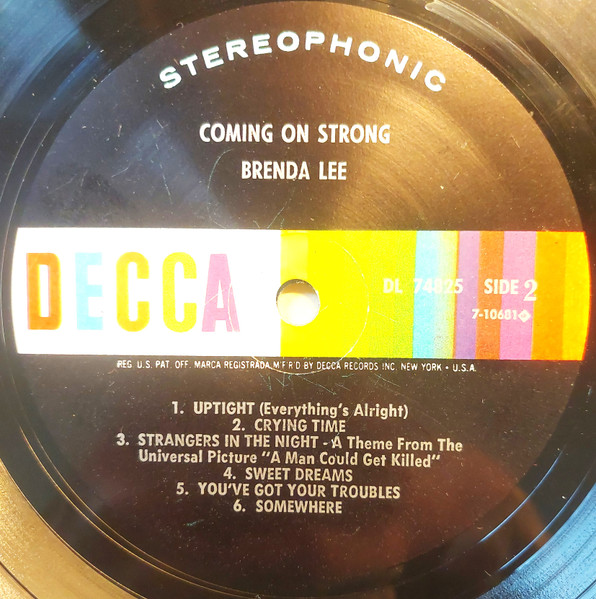 STEREOPHONIC
COMING ON STRONG
BRENDA LEE
DECCA
DL 74825 SIDE 2
7-10681
REG. U.S. PAT. OFF. MARCA REGISTRADA M'F'R'D BY DECCA RECORDS INC. NEW YORK • U.S.A.
1. UPTIGHT (Everything's Alright)
2. CRYING TIME
3. STRANGERS IN THE NIGHT - A Theme From The
Universal Picture "A Man Could Get Killed"
4. SWEET DREAMS
5. YOU'VE GOT YOUR TROUBLES
6. SOMEWHERE